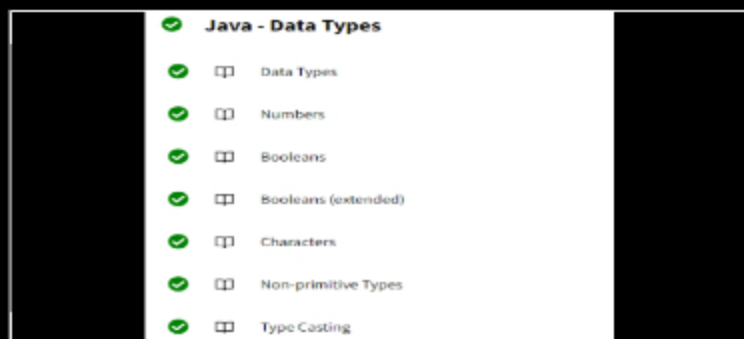 Java - Data Types
Data Types
Numbers
Booleans
Booleans (extended)
Characters
Non-primitive Types
Type Casting